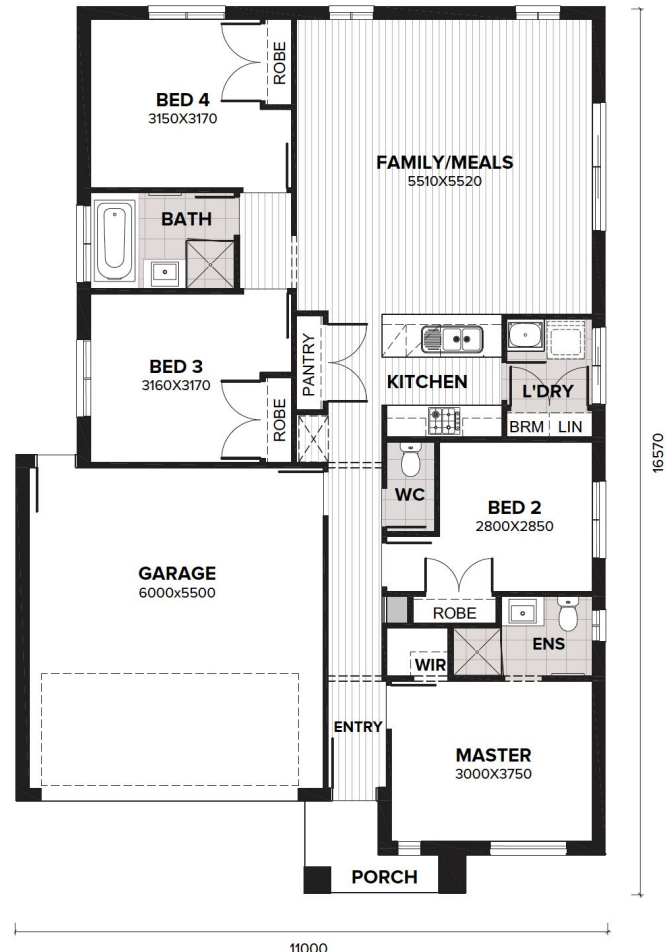 ROBE
BED 4
3150X3170
FAMILY/MEALS
5510X5520
BATH
BED 3
3160X3170
ROBE
PANTRY
KITCHEN
L'DRY
BRM LIN
WC
BED 2
2800X2850
16570
GARAGE
6000x5500
ROBE
ENS
WIR
ENTRY
MASTER
3000X3750
PORCH
11000